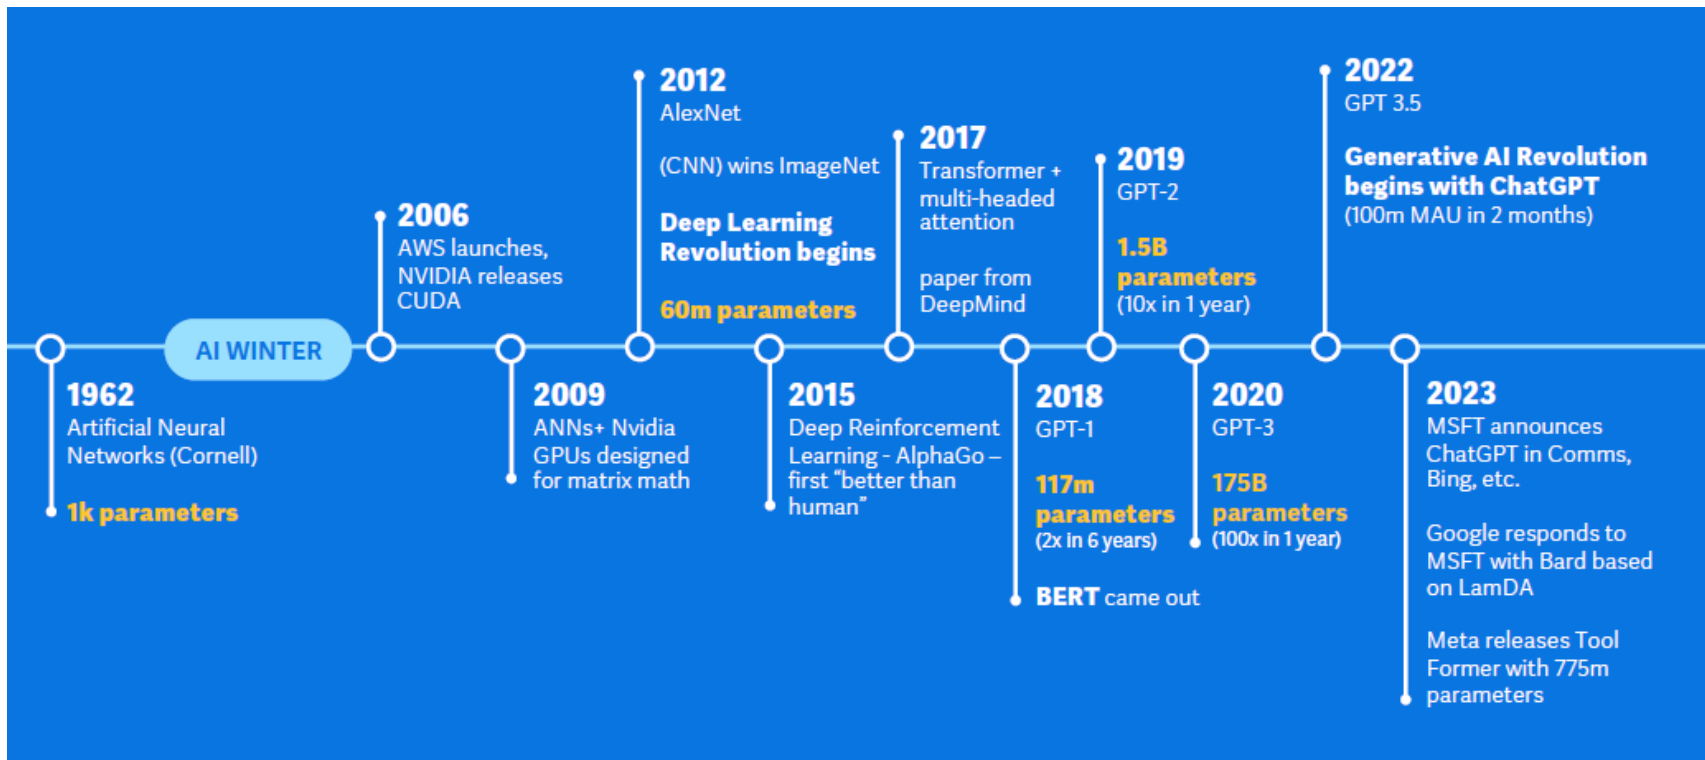 1962
Artificial Neural
Networks (Cornell)
1k parameters
AI WINTER
2006
AWS launches,
NVIDIA releases
CUDA
2009
ANNs+ Nvidia
GPUs designed
for matrix math
2012
AlexNet
(CNN) wins ImageNet
Deep Learning
Revolution begins
60m parameters
2015
Deep Reinforcement
Learning - AlphaGo –
first “better than
human”
2017
Transformer +
multi-headed
attention
paper from
DeepMind
2018
GPT-1
117m
parameters
(2x in 6 years)
BERT came out
2019
GPT-2
1.5B
parameters
(10x in 1 year)
2020
GPT-3
175B
parameters
(100x in 1 year)
2022
GPT 3.5
Generative AI Revolution
begins with ChatGPT
(100m MAU in 2 months)
2023
MSFT announces
ChatGPT in Comms,
Bing, etc.
Google responds to
MSFT with Bard based
on LamDA
Meta releases Tool
Former with 775m
parameters